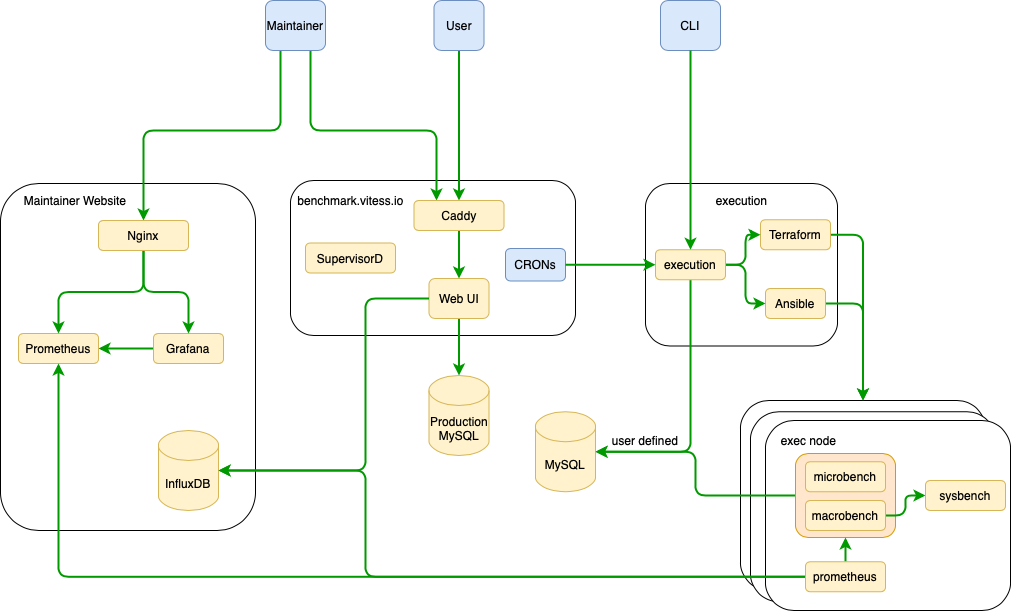 Maintainer
User
CLI
Maintainer Website
benchmark.vitess.io
execution
Nginx
Caddy
SupervisorD
CRONs
execution
Terraform
Ansible
Web UI
Prometheus
Grafana
Production
MySQL
InfluxDB
MySQL
user defined
exec node
microbench
macrobench
sysbench
prometheus